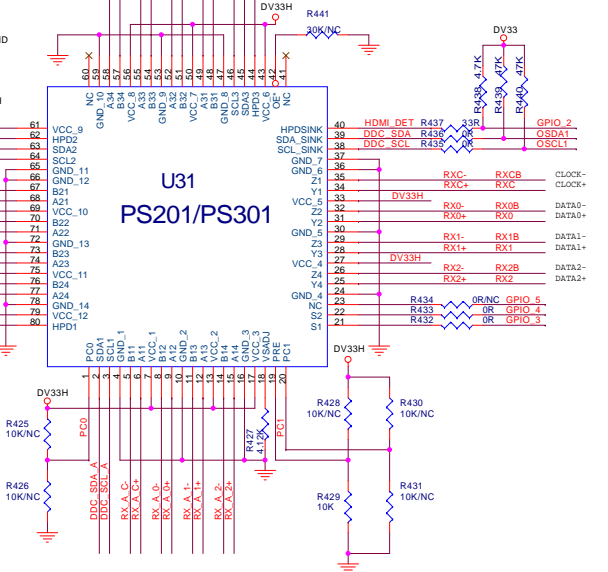 DV33H
R441
30K/NC
DV33
ND
R438 4.7K
R439 47K
R440 47K
60 59 58 57 56 55 54 53 52 51 50 49 48 47 46 45 44 43 42 41
NC GND_10 A34 B34 VCC_8 A33 B33 GND_9 A32 B32 VCC_7 A31 B31 GND_8 SCL3 SDA3 HPD3 OE NC
61 VCC_9 HPDSINK 40 HDMI_DET R437 33R GPIO_2
62 HPD2 SDA_SINK 39 DDC_SDA R436 0R OSDA1
63 SDA2 SCL_SINK 38 DDC_SCL R435 0R OSCL1
64 SCL2 GND_7 37
65 GND_11 GND_6 36
66 GND_12 Z1 35 RXC- RXCB CLOCK-
67 B21 Y1 34 RXC+ RXC CLOCK+
68 A21 VCC_5 33 DV33H
69 VCC_10 Z2 32 RX0- RX0B DATA0-
70 B22 Y2 31 RX0+ RX0 DATA0+
71 A22 GND_5 30
72 GND_13 Z3 29 RX1- RX1B DATA1-
73 B23 Y3 28 RX1+ RX1 DATA1+
74 A23 VCC_4 27 DV33H
75 VCC_11 Z4 26 RX2- RX2B DATA2-
76 B24 Y4 25 RX2+ RX2 DATA2+
77 A24 GND_4 24
78 GND_14 NC 23 R434 0R/NC GPIO_5
79 VCC_12 S2 22 R433 0R GPIO_4
80 HPD1 S1 21 R432 0R GPIO_3
U31
PS201/PS301
PC0 SDA1 SCL1 GND_1 B11 A11 VCC_1 B12 A12 GND_2 B13 A13 VCC_2 B14 A14 GND_3 VCC_3 VSADJ PRE PC1
1 2 3 4 5 6 7 8 9 10 11 12 13 14 15 16 17 18 19 20
DV33H
DV33H
R425
10K/NC
R426
10K/NC
PC0
DDC_SDA_A
DDC_SCL_A
RX_A_C-
RX_A_C+
RX_A_0-
RX_A_0+
RX_A_1-
RX_A_1+
RX_A_2-
RX_A_2+
R427
4.12K
PC1
R428
10K/NC
R430
10K/NC
R429
10K
R431
10K/NC